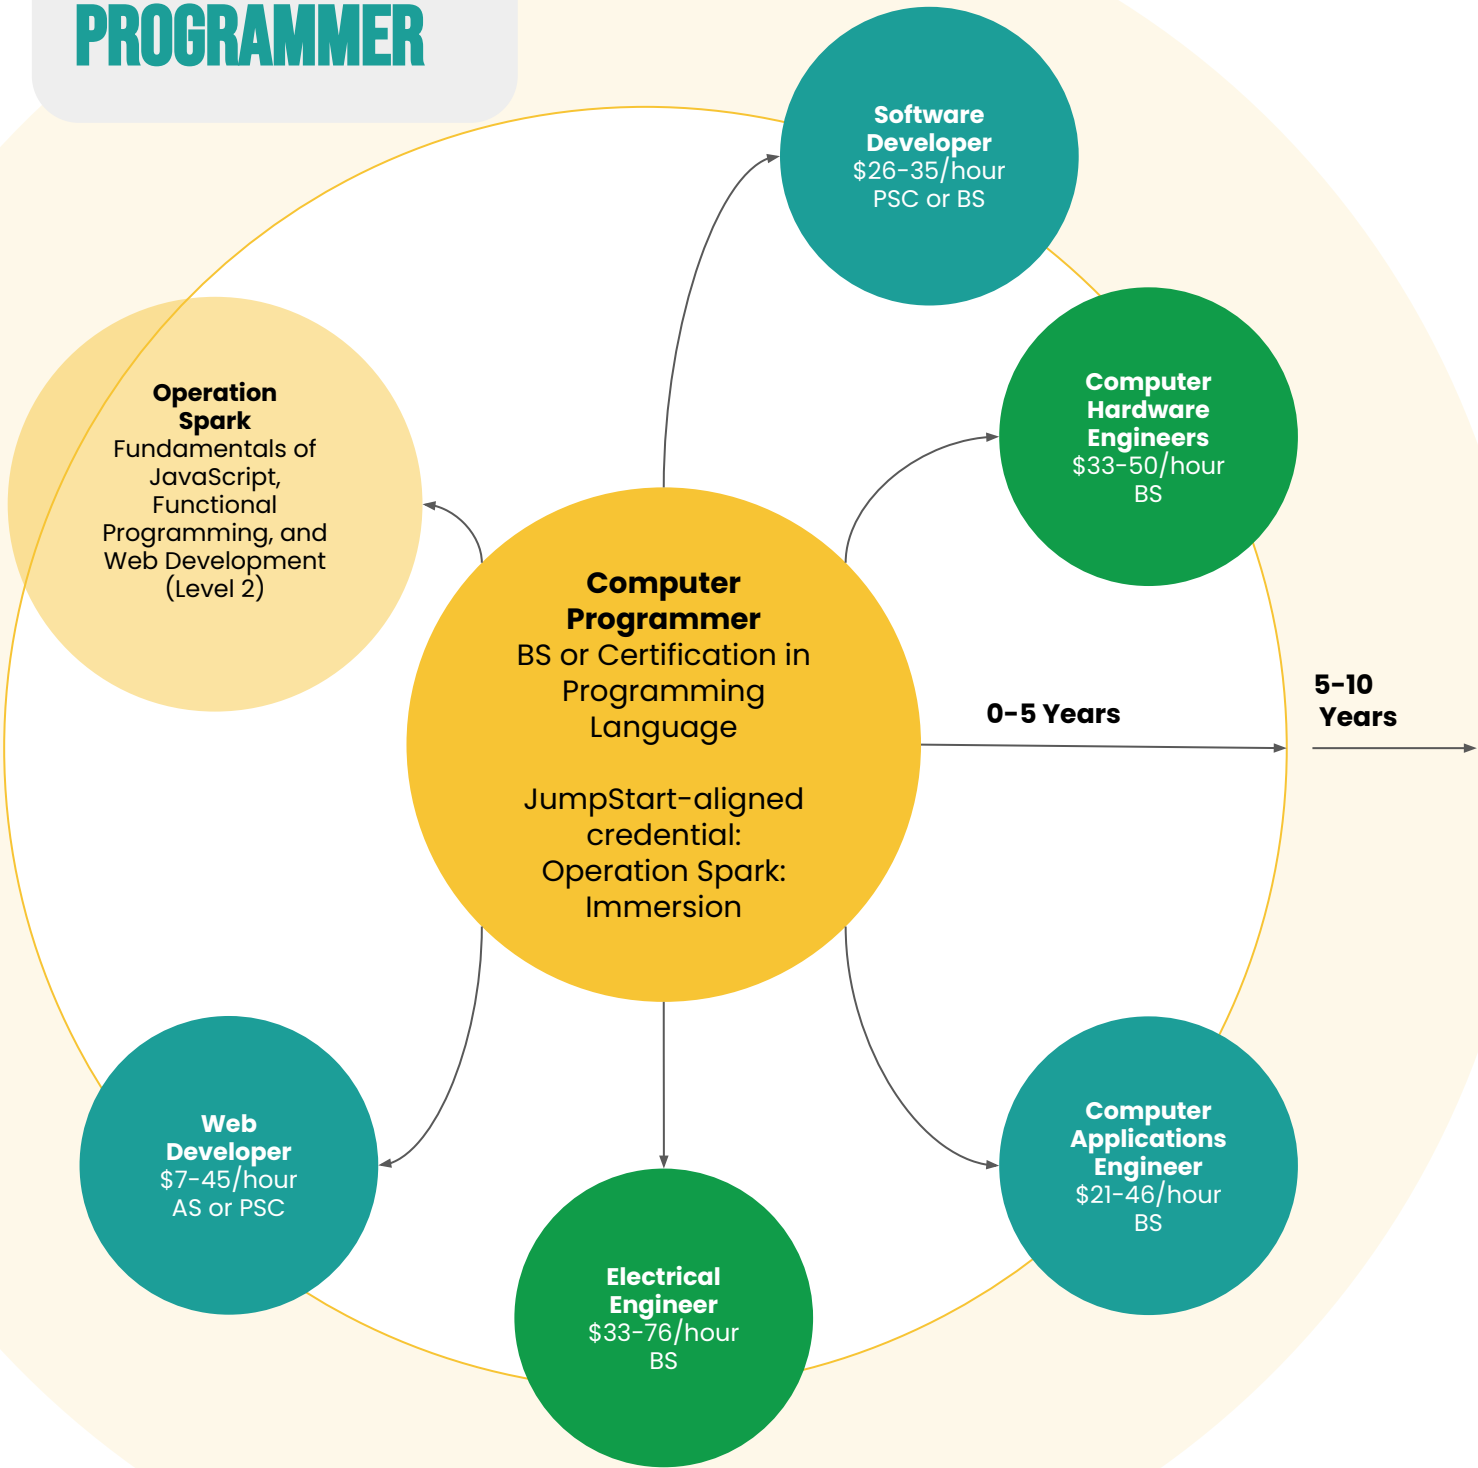 PROGRAMMER
Software
Developer
$26-35/hour
PSC or BS
Computer
Hardware
Engineers
$33-50/hour
BS
Operation
Spark
Fundamentals of
JavaScript,
Functional
Programming, and
Web Development
(Level 2)
Computer
Programmer
BS or Certification in
Programming
Language
JumpStart-aligned
credential:
Operation Spark:
Immersion
0-5 Years
5-10
Years
Web
Developer
$7-45/hour
AS or PSC
Electrical
Engineer
$33-76/hour
BS
Computer
Applications
Engineer
$21-46/hour
BS